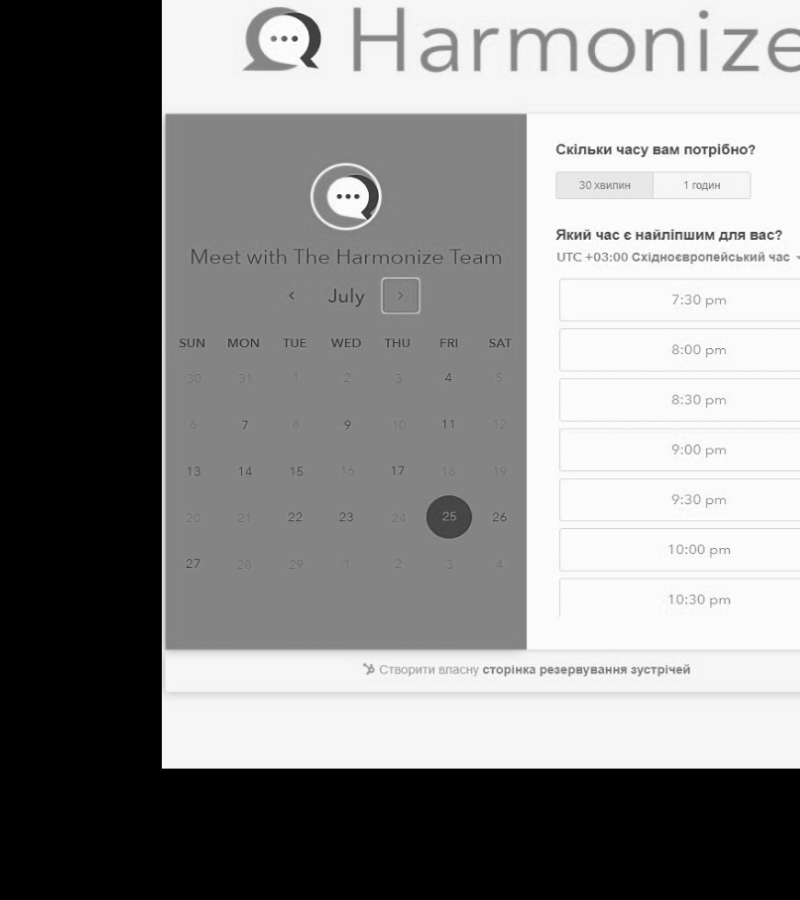 Harmonize
Meet with The Harmonize Team
July
SUN MON TUE WED THU FRI SAT
30 31 1 2 3 4 5
6 7 8 9 10 11 12
13 14 15 16 17 18 19
20 21 22 23 24 25 26
27 28 29 1 2 3 4
Скільки часу вам потрібно?
30 хвилин 1 годин
Який час є найліпшим для вас?
UTC +03:00 Східноєвропейський час
7:30 pm
8:00 pm
8:30 pm
9:00 pm
9:30 pm
10:00 pm
10:30 pm
Створити власну сторінка резервування зустрічей